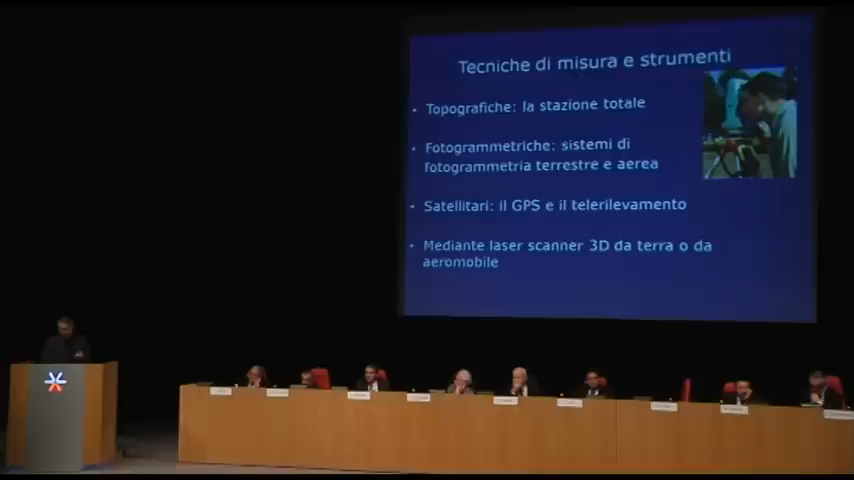 Tecniche di misura e strumenti
• Topografiche: la stazione totale
• Fotogrammetriche: sistemi di
fotogrammetria terrestre e aerea
• Satellitari: il GPS e il telerilevamento
• Mediante laser scanner 3D da terra o da
aeromobile